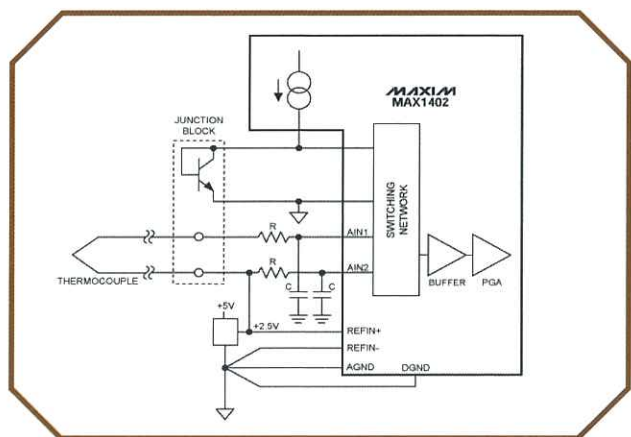 MAXIM
MAX1402
JUNCTION
BLOCK
SWITCHING
NETWORK
R
AIN1
R
AIN2
THERMOCOUPLE
C
C
BUFFER
PGA
+5V
+2.5V
REFIN+
REFIN-
AGND
DGND